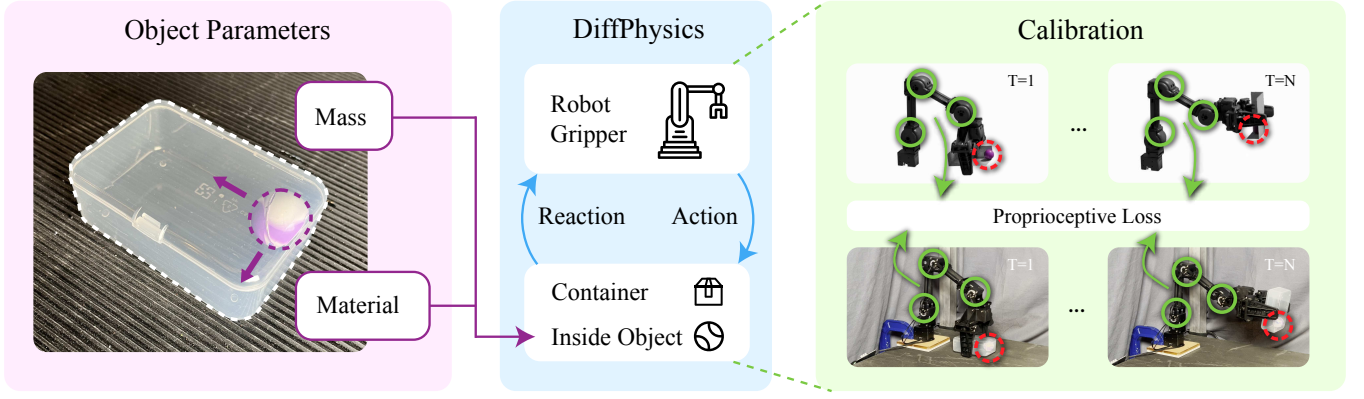 Object Parameters
Mass
Material
DiffPhysics
Robot
Gripper
Reaction
Action
Container
Inside Object
Calibration
T=1
...
T=N
Proprioceptive Loss
T=1
...
T=N